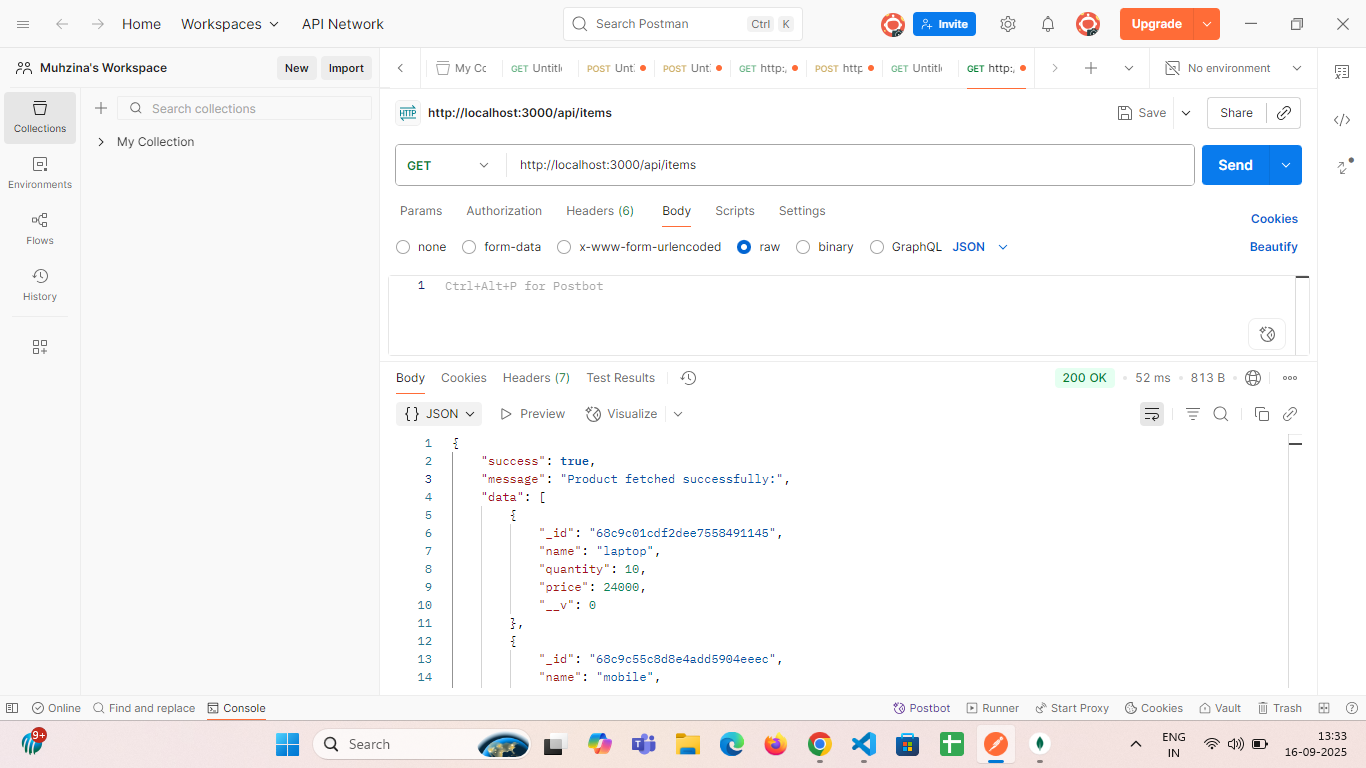 Home Workspaces API Network Search Postman Ctrl K Invite Upgrade
Muhzina's Workspace New Import
My Cc GET Untitle POST Unt POST Unt GET http:, POST http GET Untitle GET http:, No environment
Collections
Environments
Flows
History
Search collections
My Collection
HTTP http://localhost:3000/api/items Save Share
GET http://localhost:3000/api/items Send
Params Authorization Headers (6) Body Scripts Settings Cookies
none form-data x-www-form-urlencoded raw binary GraphQL JSON Beautify
1 Ctrl+Alt+P for Postbot
Body Cookies Headers (7) Test Results 200 OK • 52 ms • 813 B •
{} JSON Preview Visualize
1 {
2 "success": true,
3 "message": "Product fetched successfully:",
4 "data": [
5 {
6 "_id": "68c9c01cdf2dee7558491145",
7 "name": "laptop",
8 "quantity": 10,
9 "price": 24000,
10 "__v": 0
11 },
12 {
13 "_id": "68c9c55c8d8e4add5904eeec",
14 "name": "mobile",
Online Find and replace Console Postbot Runner Start Proxy Cookies Vault Trash
9+ Search ENG IN 13:33
16-09-2025